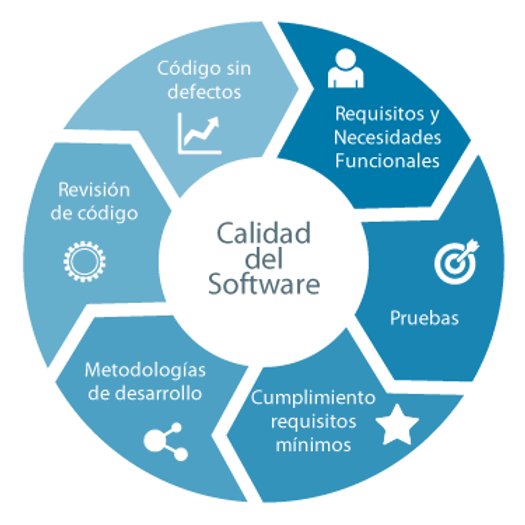 Calidad
del
Software
Requisitos y
Necesidades
Funcionales
Pruebas
Cumplimiento
requisitos
mínimos
Metodologías
de desarrollo
Revisión
de código
Código sin
defectos